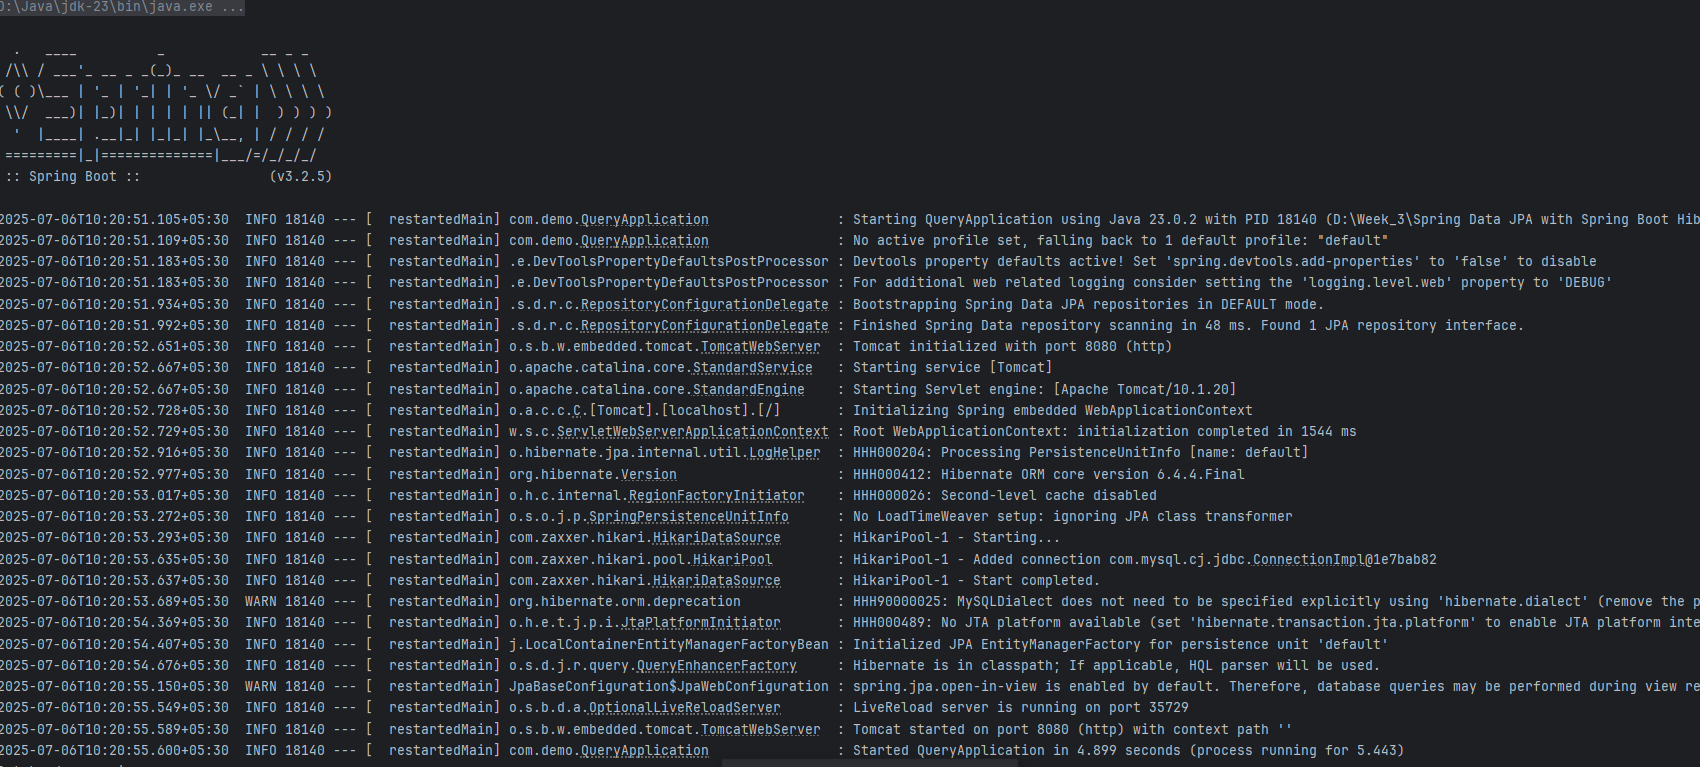 D:\Java\jdk-23\bin\java.exe ...
  .   ____          _            __ _ _
 /\\ / ___'_ __ _ _(_)_ __  __ _ \ \ \ \
( ( )\___ | '_ | '_| | '_ \/ _` | \ \ \ \
 \\/  ___)| |_)| | | | | || (_| |  ) ) ) )
  '  |____| .__|_| |_|_| |_\__, | / / / /
 =========|_|==============|___/=/_/_/_/
 :: Spring Boot ::                (v3.2.5)
2025-07-06T10:20:51.105+05:30  INFO 18140 --- [  restartedMain] com.demo.QueryApplication                : Starting QueryApplication using Java 23.0.2 with PID 18140 (D:\Week_3\Spring Data JPA with Spring Boot Hib
2025-07-06T10:20:51.109+05:30  INFO 18140 --- [  restartedMain] com.demo.QueryApplication                : No active profile set, falling back to 1 default profile: "default"
2025-07-06T10:20:51.183+05:30  INFO 18140 --- [  restartedMain] .e.DevToolsPropertyDefaultsPostProcessor : Devtools property defaults active! Set 'spring.devtools.add-properties' to 'false' to disable
2025-07-06T10:20:51.183+05:30  INFO 18140 --- [  restartedMain] .e.DevToolsPropertyDefaultsPostProcessor : For additional web related logging consider setting the 'logging.level.web' property to 'DEBUG'
2025-07-06T10:20:51.934+05:30  INFO 18140 --- [  restartedMain] .s.d.r.c.RepositoryConfigurationDelegate : Bootstrapping Spring Data JPA repositories in DEFAULT mode.
2025-07-06T10:20:51.992+05:30  INFO 18140 --- [  restartedMain] .s.d.r.c.RepositoryConfigurationDelegate : Finished Spring Data repository scanning in 48 ms. Found 1 JPA repository interface.
2025-07-06T10:20:52.651+05:30  INFO 18140 --- [  restartedMain] o.s.b.w.embedded.tomcat.TomcatWebServer  : Tomcat initialized with port 8080 (http)
2025-07-06T10:20:52.667+05:30  INFO 18140 --- [  restartedMain] o.apache.catalina.core.StandardService   : Starting service [Tomcat]
2025-07-06T10:20:52.667+05:30  INFO 18140 --- [  restartedMain] o.apache.catalina.core.StandardEngine    : Starting Servlet engine: [Apache Tomcat/10.1.20]
2025-07-06T10:20:52.728+05:30  INFO 18140 --- [  restartedMain] o.a.c.c.C.[Tomcat].[localhost].[/]       : Initializing Spring embedded WebApplicationContext
2025-07-06T10:20:52.729+05:30  INFO 18140 --- [  restartedMain] w.s.c.ServletWebServerApplicationContext : Root WebApplicationContext: initialization completed in 1544 ms
2025-07-06T10:20:52.916+05:30  INFO 18140 --- [  restartedMain] o.hibernate.jpa.internal.util.LogHelper  : HHH000204: Processing PersistenceUnitInfo [name: default]
2025-07-06T10:20:52.977+05:30  INFO 18140 --- [  restartedMain] org.hibernate.Version                    : HHH000412: Hibernate ORM core version 6.4.4.Final
2025-07-06T10:20:53.017+05:30  INFO 18140 --- [  restartedMain] o.h.c.internal.RegionFactoryInitiator    : HHH000026: Second-level cache disabled
2025-07-06T10:20:53.272+05:30  INFO 18140 --- [  restartedMain] o.s.o.j.p.SpringPersistenceUnitInfo      : No LoadTimeWeaver setup: ignoring JPA class transformer
2025-07-06T10:20:53.293+05:30  INFO 18140 --- [  restartedMain] com.zaxxer.hikari.HikariDataSource       : HikariPool-1 - Starting...
2025-07-06T10:20:53.635+05:30  INFO 18140 --- [  restartedMain] com.zaxxer.hikari.pool.HikariPool        : HikariPool-1 - Added connection com.mysql.cj.jdbc.ConnectionImpl@1e7bab82
2025-07-06T10:20:53.637+05:30  INFO 18140 --- [  restartedMain] com.zaxxer.hikari.HikariDataSource       : HikariPool-1 - Start completed.
2025-07-06T10:20:53.689+05:30  WARN 18140 --- [  restartedMain] org.hibernate.orm.deprecation            : HHH90000025: MySQLDialect does not need to be specified explicitly using 'hibernate.dialect' (remove the p
2025-07-06T10:20:54.369+05:30  INFO 18140 --- [  restartedMain] o.h.e.t.j.p.i.JtaPlatformInitiator       : HHH000489: No JTA platform available (set 'hibernate.transaction.jta.platform' to enable JTA platform inte
2025-07-06T10:20:54.407+05:30  INFO 18140 --- [  restartedMain] j.LocalContainerEntityManagerFactoryBean : Initialized JPA EntityManagerFactory for persistence unit 'default'
2025-07-06T10:20:54.676+05:30  INFO 18140 --- [  restartedMain] o.s.d.j.r.query.QueryEnhancerFactory     : Hibernate is in classpath; If applicable, HQL parser will be used.
2025-07-06T10:20:55.150+05:30  WARN 18140 --- [  restartedMain] JpaBaseConfiguration$JpaWebConfiguration : spring.jpa.open-in-view is enabled by default. Therefore, database queries may be performed during view re
2025-07-06T10:20:55.549+05:30  INFO 18140 --- [  restartedMain] o.s.b.d.a.OptionalLiveReloadServer       : LiveReload server is running on port 35729
2025-07-06T10:20:55.589+05:30  INFO 18140 --- [  restartedMain] o.s.b.w.embedded.tomcat.TomcatWebServer  : Tomcat started on port 8080 (http) with context path ''
2025-07-06T10:20:55.600+05:30  INFO 18140 --- [  restartedMain] com.demo.QueryApplication                : Started QueryApplication in 4.899 seconds (process running for 5.443)